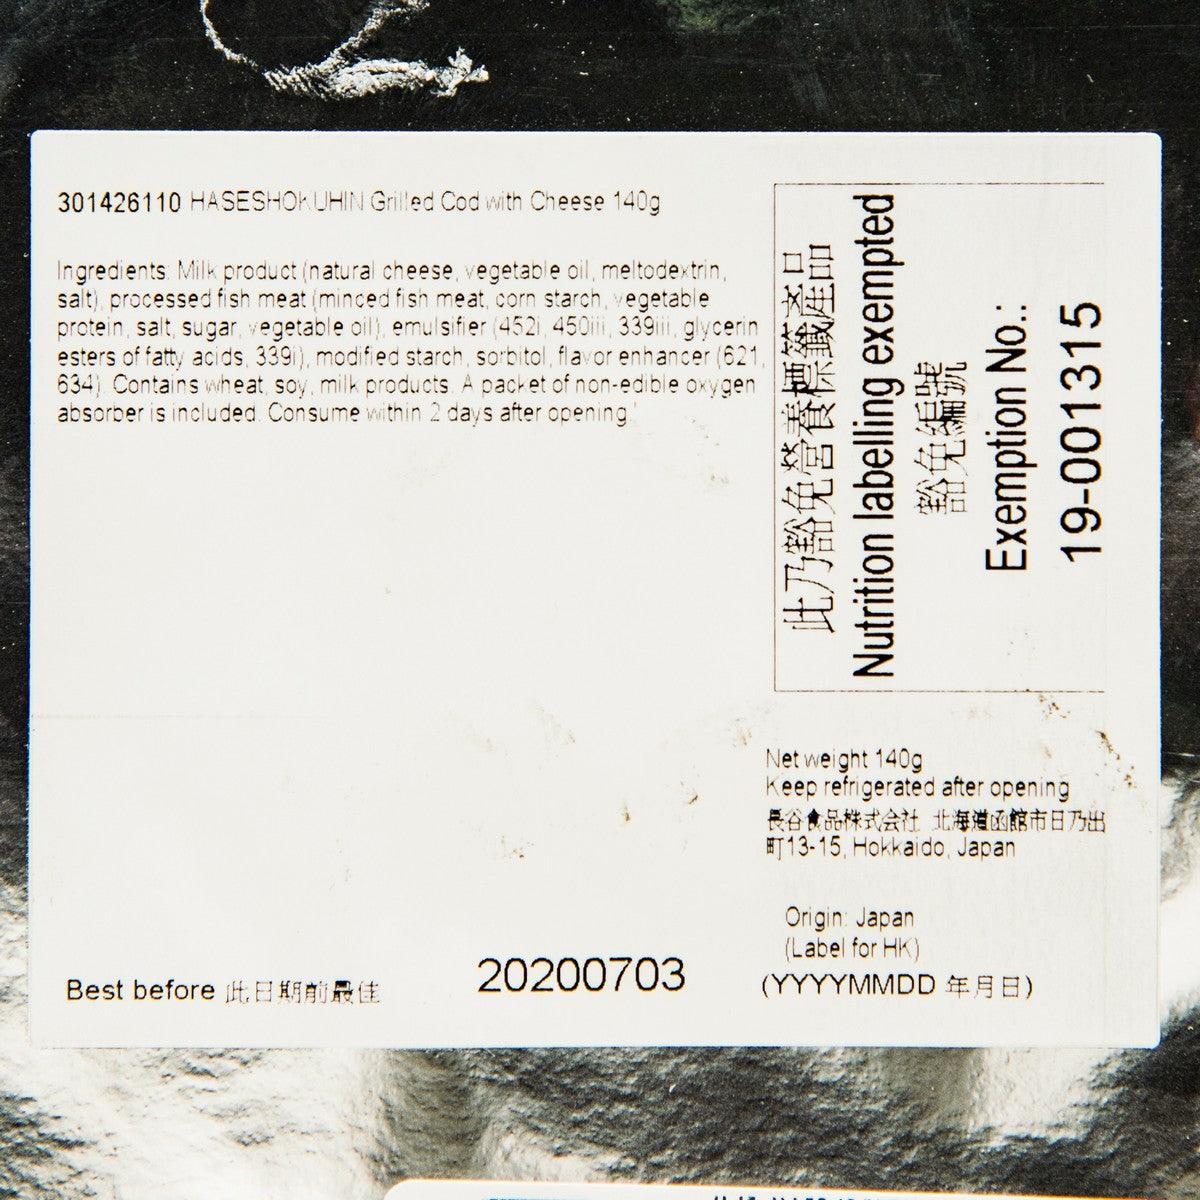 301426110 HASESHOKUHIN Grilled Cod with Cheese 140g
Ingredients: Milk product (natural cheese, vegetable oil, meltodextrin,
salt), processed fish meat (minced fish meat, corn starch, vegetable
protein, salt, sugar, vegetable oil), emulsifier (452i, 450iii, 339iii, glycerin
esters of fatty acids, 339i), modified starch, sorbitol, flavor enhancer (621,
634). Contains wheat, soy, milk products. A packet of non-edible oxygen
absorber is included. Consume within 2 days after opening.
此乃豁免營養標籤產品
Nutrition labelling exempted
豁免編號
Exemption No.:
19-001315
Net weight 140g
Keep refrigerated after opening
長谷食品株式会社 北海道函館市日乃出
町13-15, Hokkaido, Japan
Origin: Japan
(Label for HK)
Best before 此日期前最佳 20200703 (YYYYMMDD 年月日)